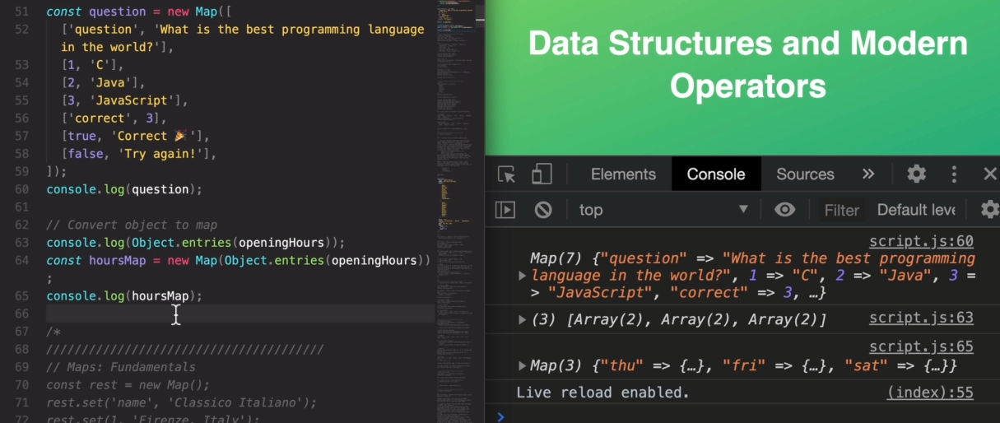 51 const question = new Map([
52 ['question', 'What is the best programming language
in the world?'],
53 [1, 'C'],
54 [2, 'Java'],
55 [3, 'JavaScript'],
56 ['correct', 3],
57 [true, 'Correct 🎉'],
58 [false, 'Try again!'],
59 ]);
60 console.log(question);
61
62 // Convert object to map
63 console.log(Object.entries(openingHours));
64 const hoursMap = new Map(Object.entries(openingHours))
;
65 console.log(hoursMap);
66
67 /*
68 ///////////////////////////////////////
69 // Maps: Fundamentals
70 const rest = new Map();
71 rest.set('name', 'Classico Italiano');
72 rest.set(1, 'Firenze, Italy');
Data Structures and Modern
Operators
Elements Console Sources »
top ▼ Filter Default leve
script.js:60
Map(7) {"question" => "What is the best programming
language in the world?", 1 => "C", 2 => "Java", 3 =
> "JavaScript", "correct" => 3, …}
(3) [Array(2), Array(2), Array(2)] script.js:63
script.js:65
Map(3) {"thu" => {…}, "fri" => {…}, "sat" => {…}}
Live reload enabled. (index):55